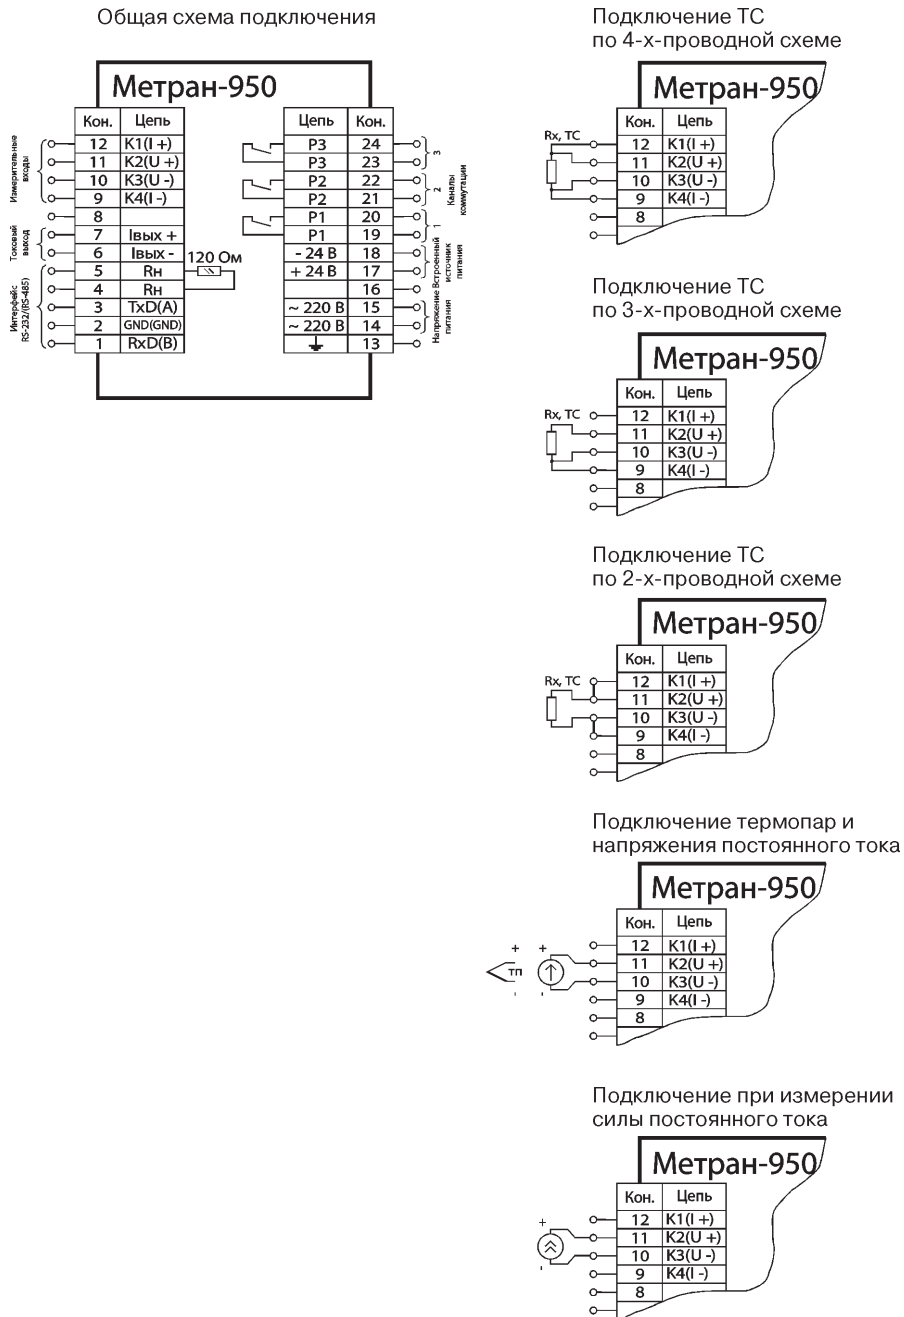 Общая схема подключения
Метран-950
Кон. Цепь
12 K1(I +)
11 K2(U +)
10 K3(U -)
9 K4(I -)
8
7 Iвых +
6 Iвых -
5 Rн
4 Rн
3 TxD(A)
2 GND(GND)
1 RxD(B)
Измерительные
входы
Токовый
выход
Интерфейс
RS-232/(RS-485)
120 Ом
Цепь Кон.
P3 24
P3 23
P2 22
P2 21
P1 20
P1 19
- 24 В 18
+ 24 В 17
16
~ 220 В 15
~ 220 В 14
13
3
2
1
Каналы
коммутации
Встроенный
источник
питания
Напряжение
питания
Подключение ТС
по 4-х-проводной схеме
Метран-950
Кон. Цепь
Rx, ТС
12 K1(I +)
11 K2(U +)
10 K3(U -)
9 K4(I -)
8
Подключение ТС
по 3-х-проводной схеме
Метран-950
Кон. Цепь
Rx, ТС
12 K1(I +)
11 K2(U +)
10 K3(U -)
9 K4(I -)
8
Подключение ТС
по 2-х-проводной схеме
Метран-950
Кон. Цепь
Rx, ТС
12 K1(I +)
11 K2(U +)
10 K3(U -)
9 K4(I -)
8
Подключение термопар и
напряжения постоянного тока
Метран-950
Кон. Цепь
+ +
ТП
- -
12 K1(I +)
11 K2(U +)
10 K3(U -)
9 K4(I -)
8
Подключение при измерении
силы постоянного тока
Метран-950
Кон. Цепь
+
-
12 K1(I +)
11 K2(U +)
10 K3(U -)
9 K4(I -)
8